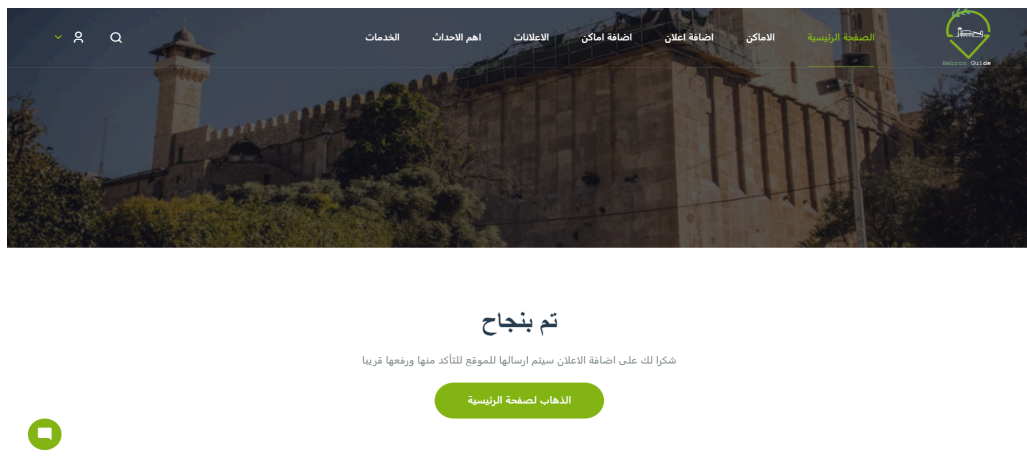 الصفحة الرئيسية
الاماكن
اضافة اعلان
اضافة اماكن
الاعلانات
اهم الاحداث
الخدمات
Hebron Guide
تم بنجاح
شكرا لك على اضافة الاعلان سيتم ارسالها للموقع للتأكد منها ورفعها قريبا
الذهاب لصفحة الرئيسية